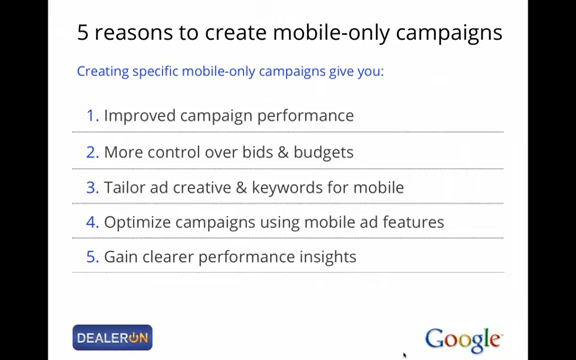 5 reasons to create mobile-only campaigns
Creating specific mobile-only campaigns give you:
1. Improved campaign performance
2. More control over bids & budgets
3. Tailor ad creative & keywords for mobile
4. Optimize campaigns using mobile ad features
5. Gain clearer performance insights
DEALERON
Google